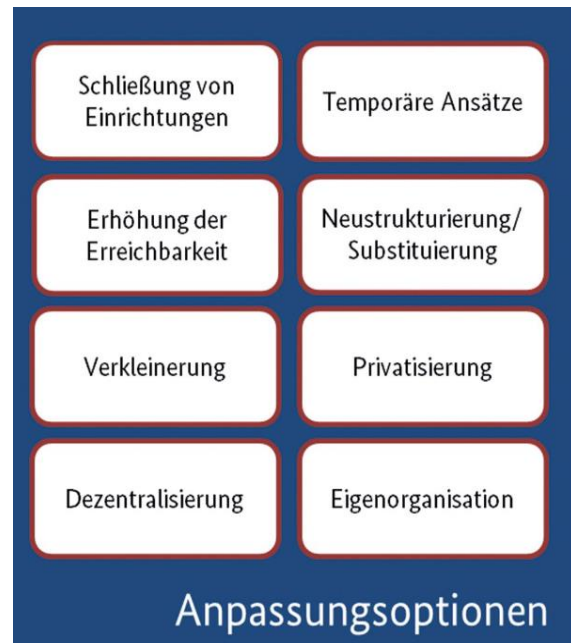 Schließung von
Einrichtungen
Temporäre Ansätze
Erhöhung der
Erreichbarkeit
Neustrukturierung/
Substituierung
Verkleinerung
Privatisierung
Dezentralisierung
Eigenorganisation
Anpassungsoptionen